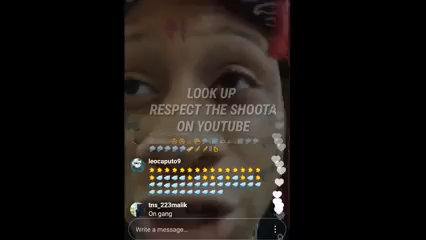 LOOK UP
RESPECT THE SHOOTA
ON YOUTUBE
leocaputo9
tns_223malik
On gang
Write a message...